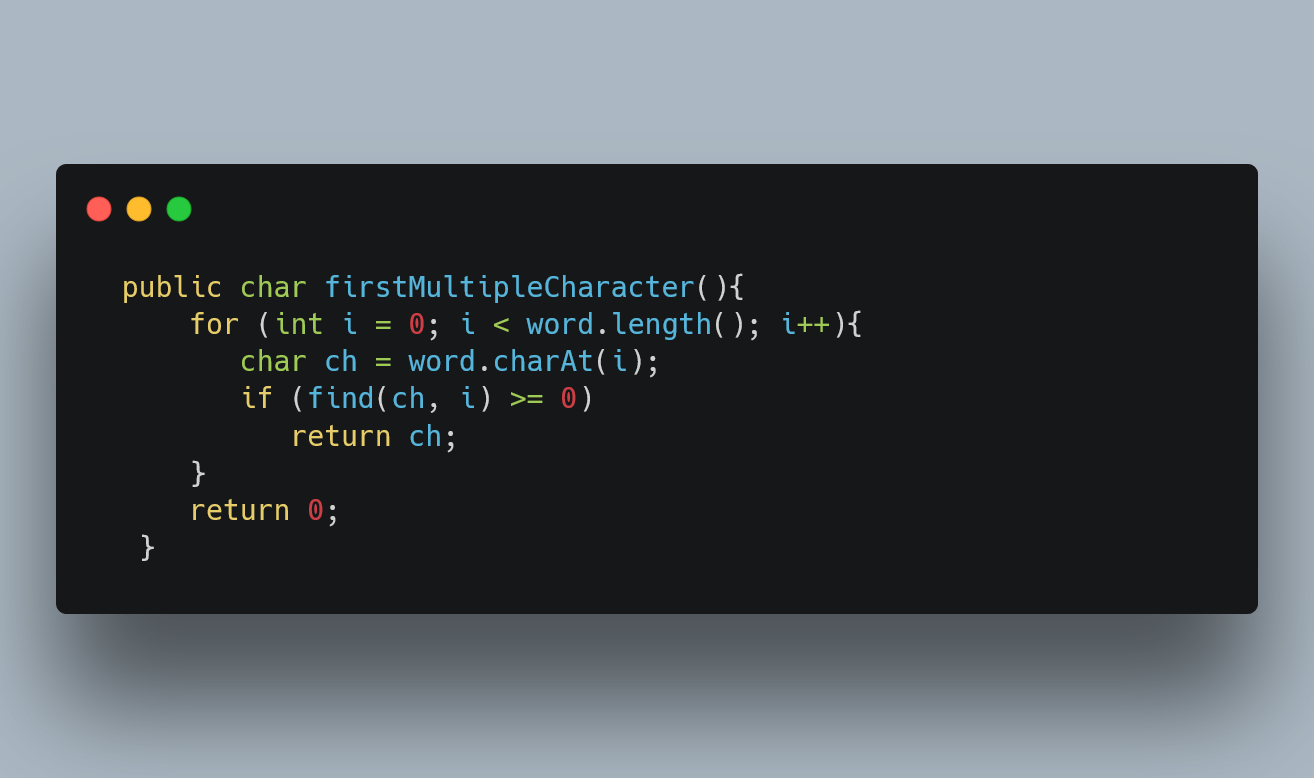 public char firstMultipleCharacter(){
    for (int i = 0; i < word.length(); i++){
       char ch = word.charAt(i);
       if (find(ch, i) >= 0)
          return ch;
    }
    return 0;
 }